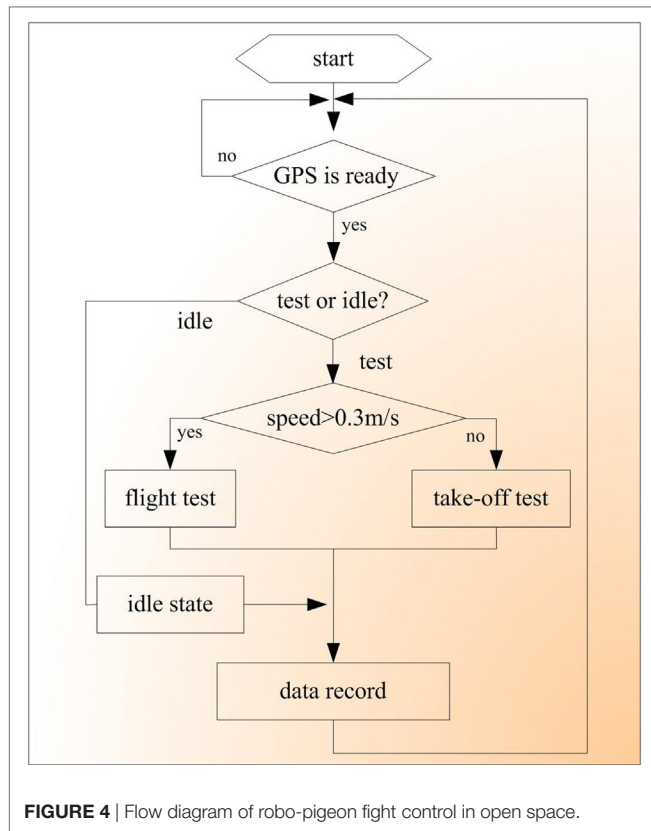 start
no
GPS is ready
yes
test or idle?
idle
test
speed>0.3m/s
yes
no
flight test
take-off test
idle state
data record
FIGURE 4 | Flow diagram of robo-pigeon fight control in open space.